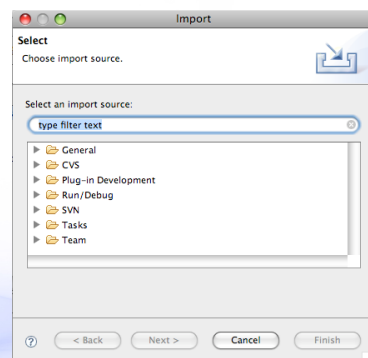 Import
Select
Choose import source.
Select an import source:
type filter text
General
CVS
Plug-in Development
Run/Debug
SVN
Tasks
Team
? < Back Next > Cancel Finish